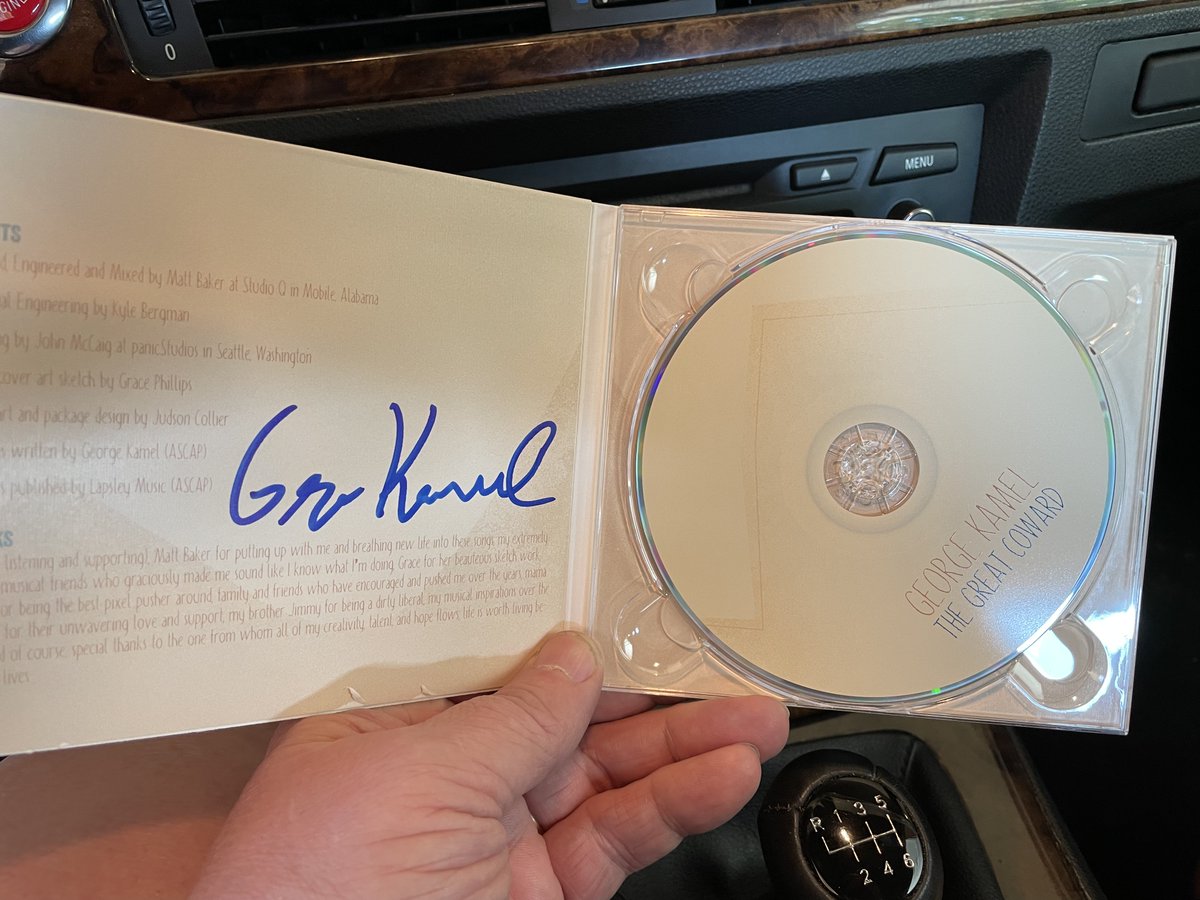 GING
0
MENU
TS
d, Engineered and Mixed by Matt Baker at Studio Q in Mobile, Alabama
al Engineering by Kyle Bergman
g by John McCaig at panicStudios in Seattle, Washington
cover art sketch by Grace Phillips
art and package design by Judson Collier
s written by George Kamel (ASCAP)
s published by Lapsley Music (ASCAP)
George Kamel
KS
listening and supporting), Matt Baker for putting up with me and breathing new life into these songs, my extremely
musical friends who graciously made me sound like I know what I'm doing, Grace for her beauteous sketch work,
or being the best pixel pusher around, family and friends who have encouraged and pushed me over the years, mama
for their unwavering love and support, my brother Jimmy for being a dirty liberal, my musical inspirations over the
d of course, special thanks to the one from whom all of my creativity, talent, and hope flows, life is worth living be-
lives
GEORGE KAMEL
THE GREAT COWARD
R 1 3 5
2 4 6